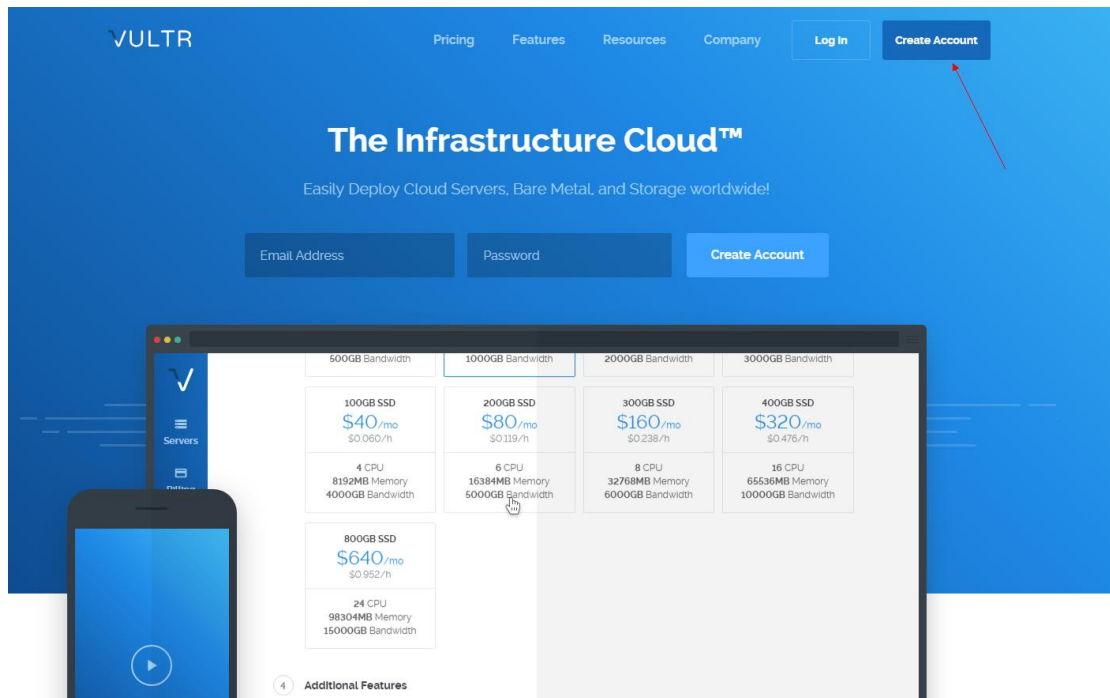 VULTR
Pricing Features Resources Company Log In Create Account
The Infrastructure Cloud™
Easily Deploy Cloud Servers, Bare Metal, and Storage worldwide!
Email Address Password Create Account
500GB Bandwidth 1000GB Bandwidth 2000GB Bandwidth 3000GB Bandwidth
100GB SSD 200GB SSD 300GB SSD 400GB SSD
$40/mo $80/mo $160/mo $320/mo
$0.060/h $0.119/h $0.238/h $0.476/h
Servers
4 CPU 6 CPU 8 CPU 16 CPU
8192MB Memory 16384MB Memory 32768MB Memory 65536MB Memory
4000GB Bandwidth 5000GB Bandwidth 6000GB Bandwidth 10000GB Bandwidth
800GB SSD
$640/mo
$0.952/h
24 CPU
98304MB Memory
15000GB Bandwidth
4 Additional Features